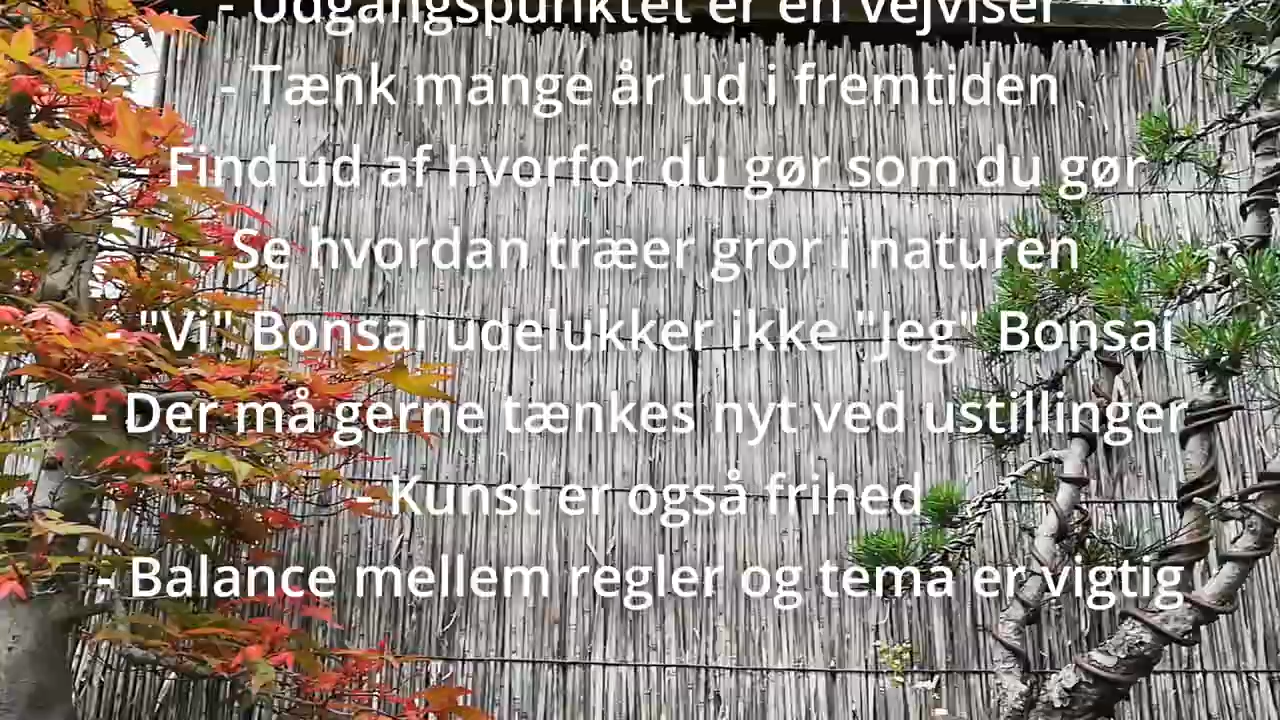 - Udgangspunktet er en vejviser
- Tænk mange år ud i fremtiden
- Find ud af hvorfor du gør som du gør
- Se hvordan træer gror i naturen
- "Vi" Bonsai udelukker ikke "Jeg" Bonsai
- Der må gerne tænkes nyt ved ustillinger
- Kunst er også frihed
- Balance mellem regler og tema er vigtig